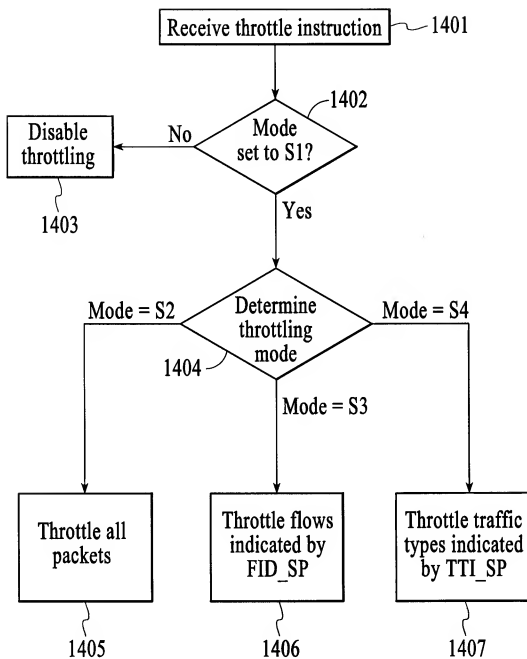 Receive throttle instruction
1401
1402
Mode
set to S1?
No
Disable
throttling
1403
Yes
Mode = S2
Determine
throttling
mode
Mode = S4
1404
Mode = S3
Throttle all
packets
Throttle flows
indicated by
FID_SP
Throttle traffic
types indicated
by TTI_SP
1405
1406
1407